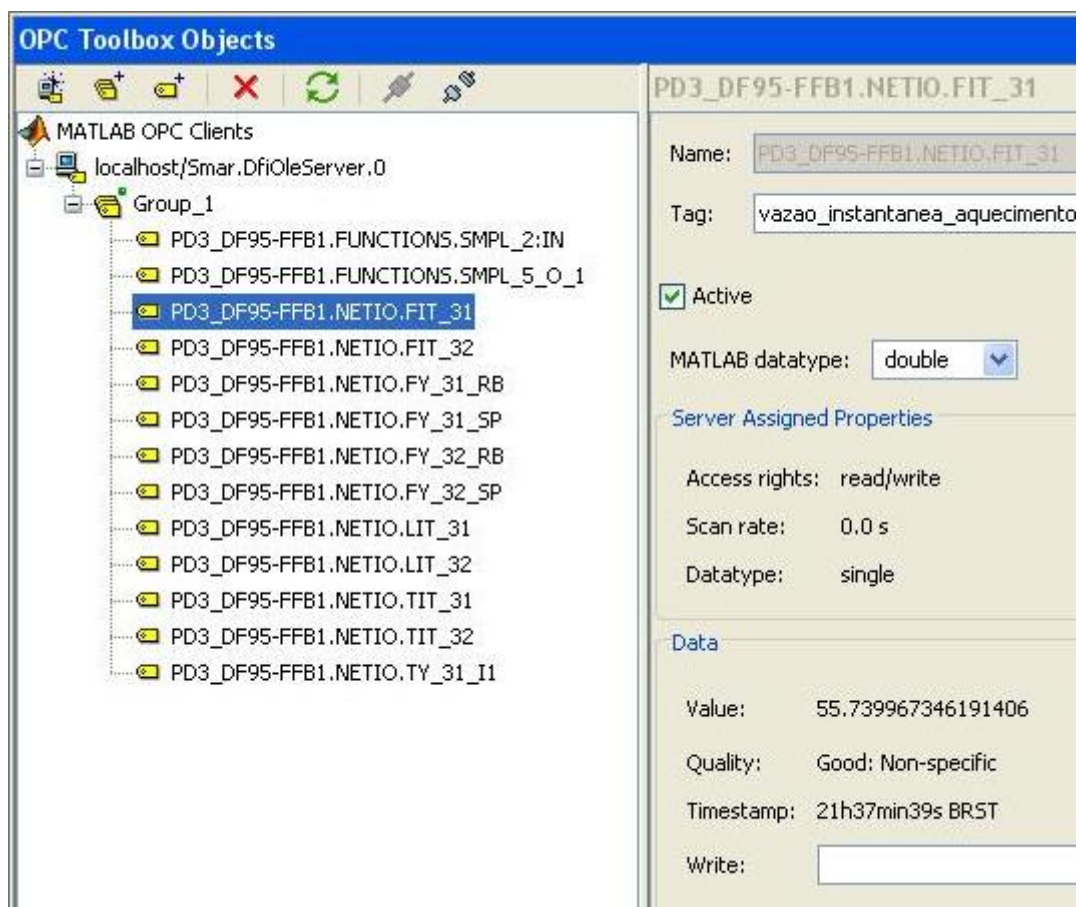 OPC Toolbox Objects
MATLAB OPC Clients
localhost/Smar.DfiOleServer.0
Group_1
PD3_DF95-FFB1.FUNCTIONS.SMPL_2:IN
PD3_DF95-FFB1.FUNCTIONS.SMPL_5_O_1
PD3_DF95-FFB1.NETIO.FIT_31
PD3_DF95-FFB1.NETIO.FIT_32
PD3_DF95-FFB1.NETIO.FY_31_RB
PD3_DF95-FFB1.NETIO.FY_31_SP
PD3_DF95-FFB1.NETIO.FY_32_RB
PD3_DF95-FFB1.NETIO.FY_32_SP
PD3_DF95-FFB1.NETIO.LIT_31
PD3_DF95-FFB1.NETIO.LIT_32
PD3_DF95-FFB1.NETIO.TIT_31
PD3_DF95-FFB1.NETIO.TIT_32
PD3_DF95-FFB1.NETIO.TY_31_I1
PD3_DF95-FFB1.NETIO.FIT_31
Name: PD3_DF95-FFB1.NETIO.FIT_31
Tag: vazao_instantanea_aquecimento
Active
MATLAB datatype: double
Server Assigned Properties
Access rights: read/write
Scan rate: 0.0 s
Datatype: single
Data
Value: 55.739967346191406
Quality: Good: Non-specific
Timestamp: 21h37min39s BRST
Write: